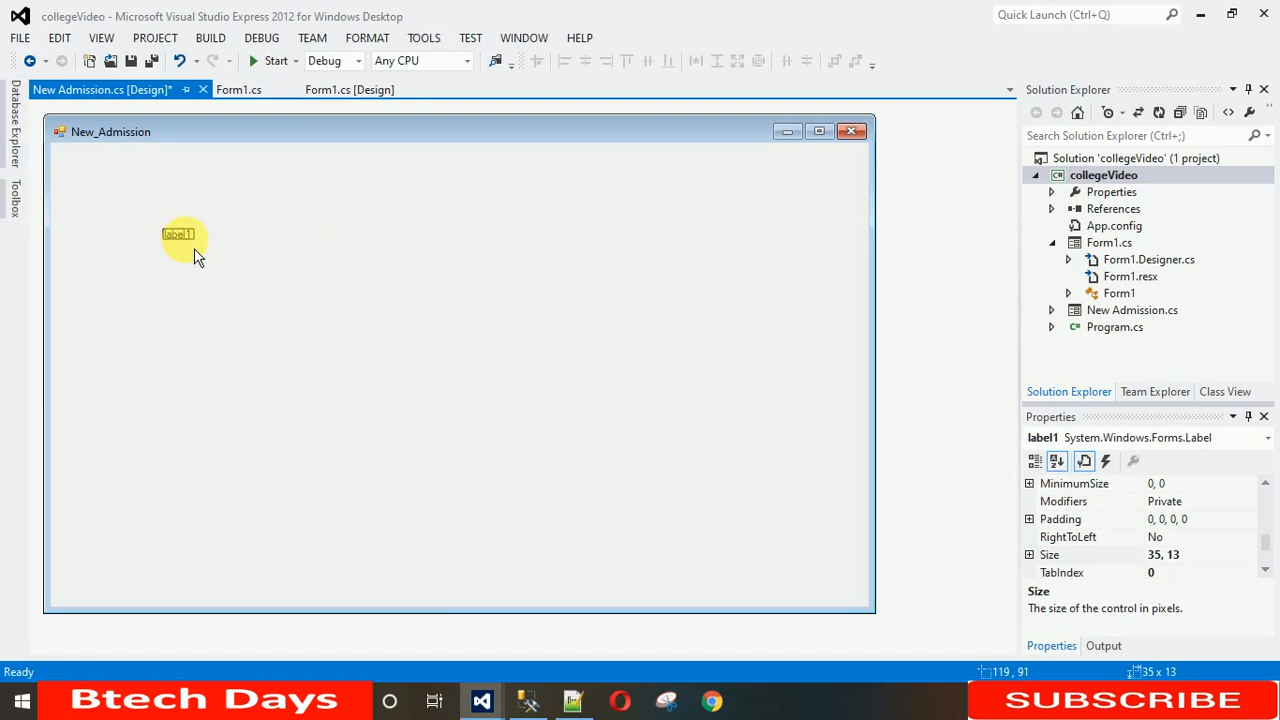 collegeVideo - Microsoft Visual Studio Express 2012 for Windows Desktop
Quick Launch (Ctrl+Q)
FILE EDIT VIEW PROJECT BUILD DEBUG TEAM FORMAT TOOLS TEST WINDOW HELP
Start Debug Any CPU
New Admission.cs [Design]* Form1.cs Form1.cs [Design]
Database Explorer
Toolbox
New_Admission
label1
Solution Explorer
Search Solution Explorer (Ctrl+;)
Solution 'collegeVideo' (1 project)
collegeVideo
Properties
References
App.config
Form1.cs
Form1.Designer.cs
Form1.resx
Form1
New Admission.cs
Program.cs
Solution Explorer Team Explorer Class View
Properties
label1 System.Windows.Forms.Label
MinimumSize 0, 0
Modifiers Private
Padding 0, 0, 0, 0
RightToLeft No
Size 35, 13
TabIndex 0
Size
The size of the control in pixels.
Properties Output
Ready 119 , 91 35 x 13
Btech Days SUBSCRIBE